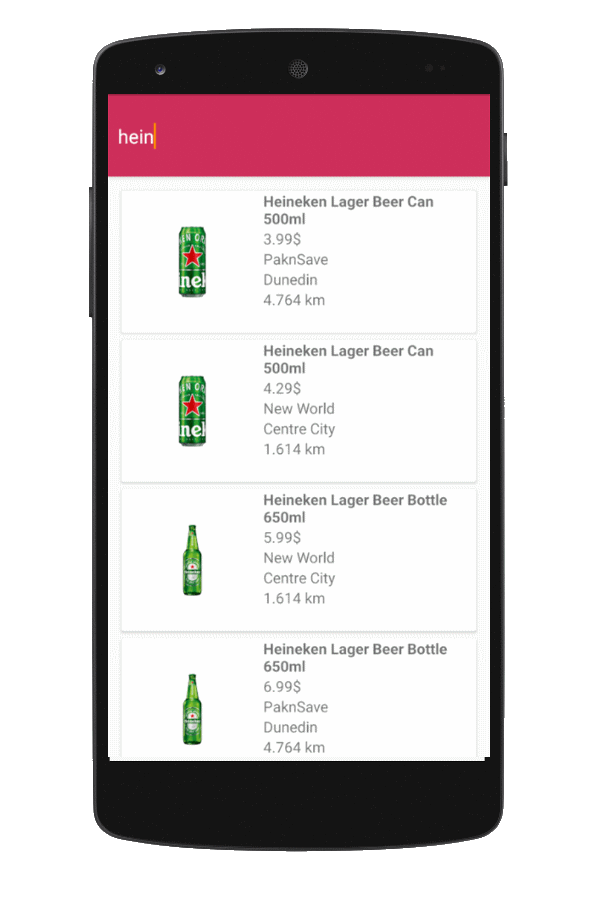 hein
Heineken Lager Beer Can
500ml
3.99$
PaknSave
Dunedin
4.764 km
Heineken Lager Beer Can
500ml
4.29$
New World
Centre City
1.614 km
Heineken Lager Beer Bottle
650ml
5.99$
New World
Centre City
1.614 km
Heineken Lager Beer Bottle
650ml
6.99$
PaknSave
Dunedin
4.764 km